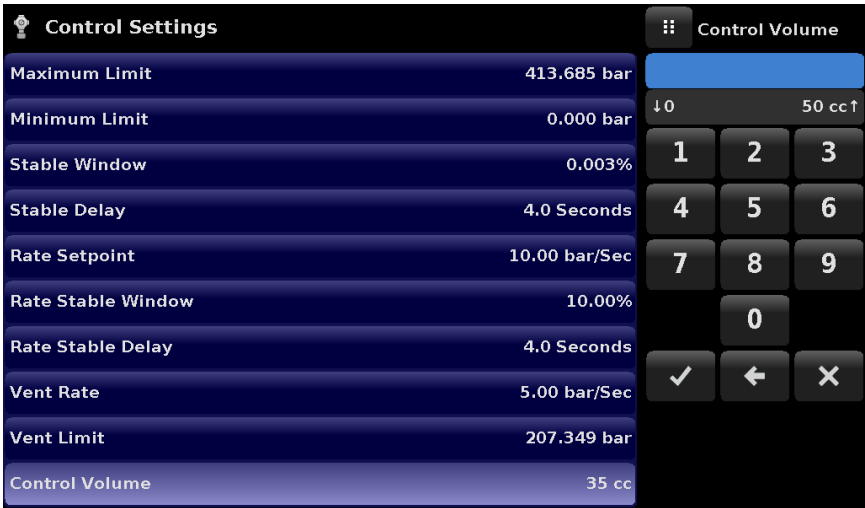 Control Settings
Maximum Limit 413.685 bar
Minimum Limit 0.000 bar
Stable Window 0.003%
Stable Delay 4.0 Seconds
Rate Setpoint 10.00 bar/Sec
Rate Stable Window 10.00%
Rate Stable Delay 4.0 Seconds
Vent Rate 5.00 bar/Sec
Vent Limit 207.349 bar
Control Volume 35 cc
Control Volume
↓0 50 cc↑
1 2 3
4 5 6
7 8 9
0